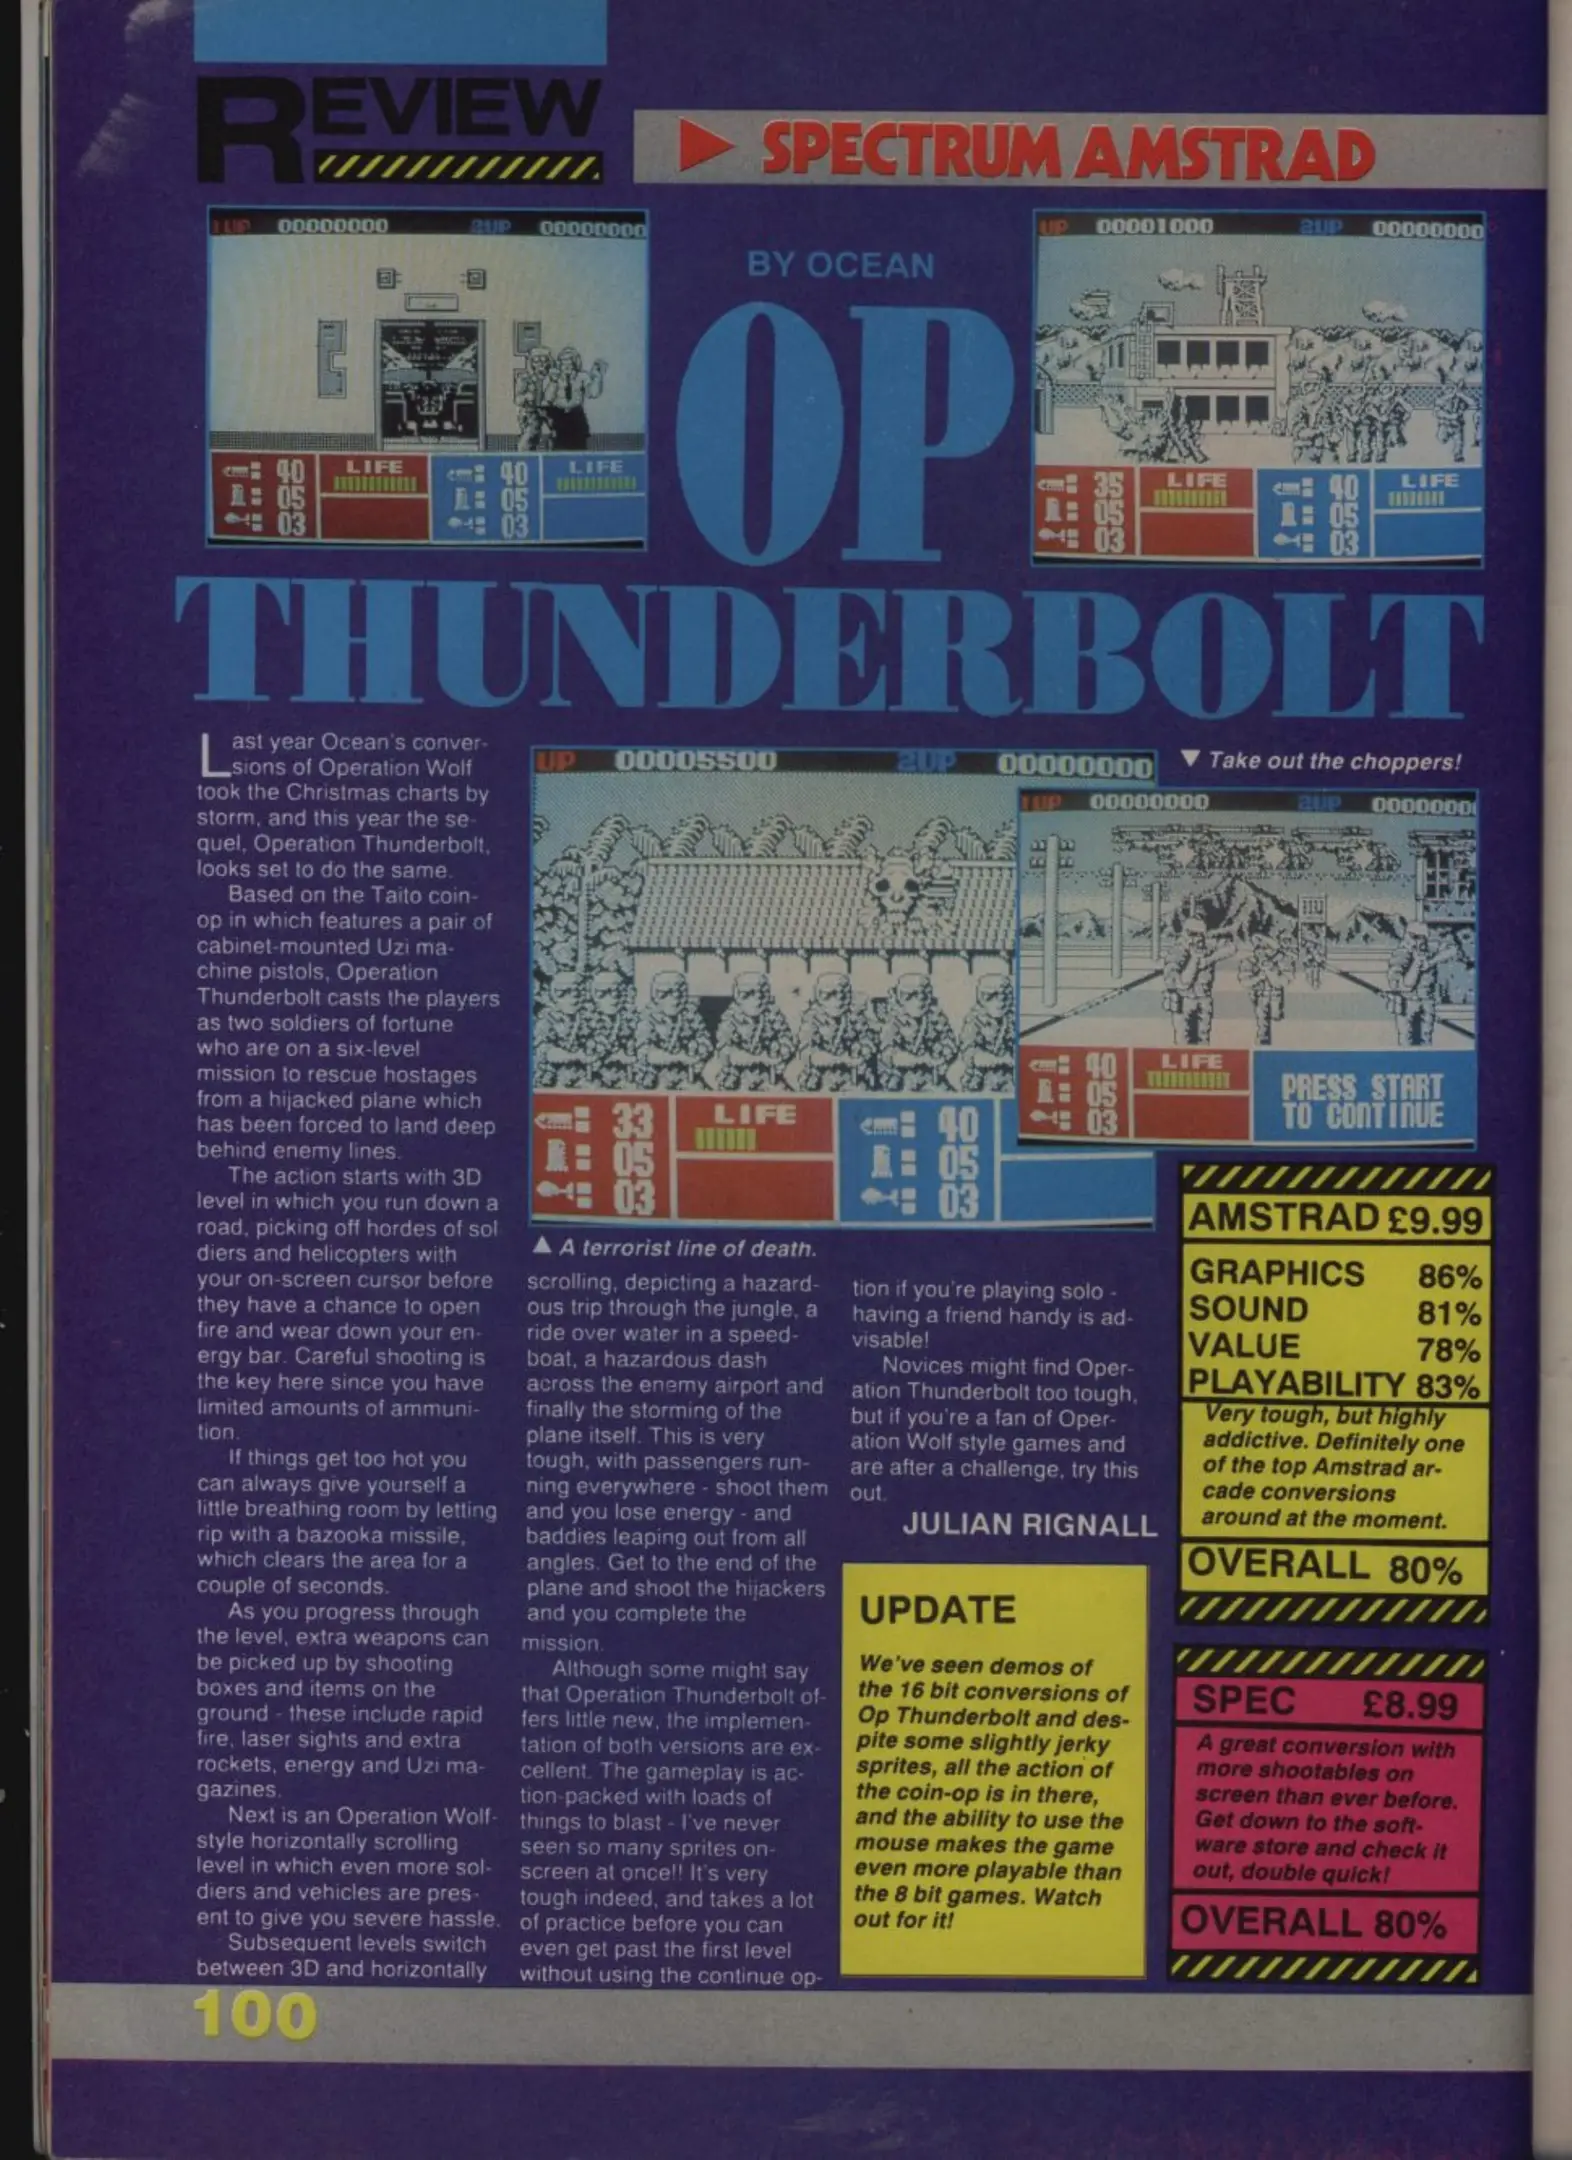 REVIEW
SPECTRUM AMSTRAD
1UP 00000000 2UP 00000000
40 LIFE 40 LIFE
05 05
03 03
BY OCEAN
UP 00001000 2UP 00000000
35 LIFE 40 LIFE
05 05
03 03
OP
THUNDERBOLT
Last year Ocean's conver-
sions of Operation Wolf
took the Christmas charts by
storm, and this year the se-
quel, Operation Thunderbolt,
looks set to do the same.
Based on the Taito coin-
op in which features a pair of
cabinet-mounted Uzi ma-
chine pistols, Operation
Thunderbolt casts the players
as two soldiers of fortune
who are on a six-level
mission to rescue hostages
from a hijacked plane which
has been forced to land deep
behind enemy lines.
The action starts with 3D
level in which you run down a
road, picking off hordes of sol
diers and helicopters with
your on-screen cursor before
they have a chance to open
fire and wear down your en-
ergy bar. Careful shooting is
the key here since you have
limited amounts of ammuni-
tion.
If things get too hot you
can always give yourself a
little breathing room by letting
rip with a bazooka missile,
which clears the area for a
couple of seconds.
As you progress through
the level, extra weapons can
be picked up by shooting
boxes and items on the
ground - these include rapid
fire, laser sights and extra
rockets, energy and Uzi ma-
gazines.
Next is an Operation Wolf-
style horizontally scrolling
level in which even more sol-
diers and vehicles are pres-
ent to give you severe hassle.
Subsequent levels switch
between 3D and horizontally
UP 00005500 2UP 00000000
33 LIFE 40
05 05
03 03
▲ A terrorist line of death.
▼ Take out the choppers!
1UP 00000000 2UP 0000000
40 LIFE
05
03
PRESS START
TO CONTINUE
scrolling, depicting a hazard-
ous trip through the jungle, a
ride over water in a speed-
boat, a hazardous dash
across the enemy airport and
finally the storming of the
plane itself. This is very
tough, with passengers run-
ning everywhere - shoot them
and you lose energy - and
baddies leaping out from all
angles. Get to the end of the
plane and shoot the hijackers
and you complete the
mission.
Although some might say
that Operation Thunderbolt of-
fers little new, the implemen-
tation of both versions are ex-
cellent. The gameplay is ac-
tion-packed with loads of
things to blast - I've never
seen so many sprites on-
screen at once!! It's very
tough indeed, and takes a lot
of practice before you can
even get past the first level
without using the continue op-
tion if you're playing solo -
having a friend handy is ad-
visable!
Novices might find Oper-
ation Thunderbolt too tough,
but if you're a fan of Oper-
ation Wolf style games and
are after a challenge, try this
out.
JULIAN RIGNALL
UPDATE
We've seen demos of
the 16 bit conversions of
Op Thunderbolt and des-
pite some slightly jerky
sprites, all the action of
the coin-op is in there,
and the ability to use the
mouse makes the game
even more playable than
the 8 bit games. Watch
out for it!
AMSTRAD £9.99
GRAPHICS 86%
SOUND 81%
VALUE 78%
PLAYABILITY 83%
Very tough, but highly
addictive. Definitely one
of the top Amstrad ar-
cade conversions
around at the moment.
OVERALL 80%
SPEC £8.99
A great conversion with
more shootables on
screen than ever before.
Get down to the soft-
ware store and check it
out, double quick!
OVERALL 80%
100